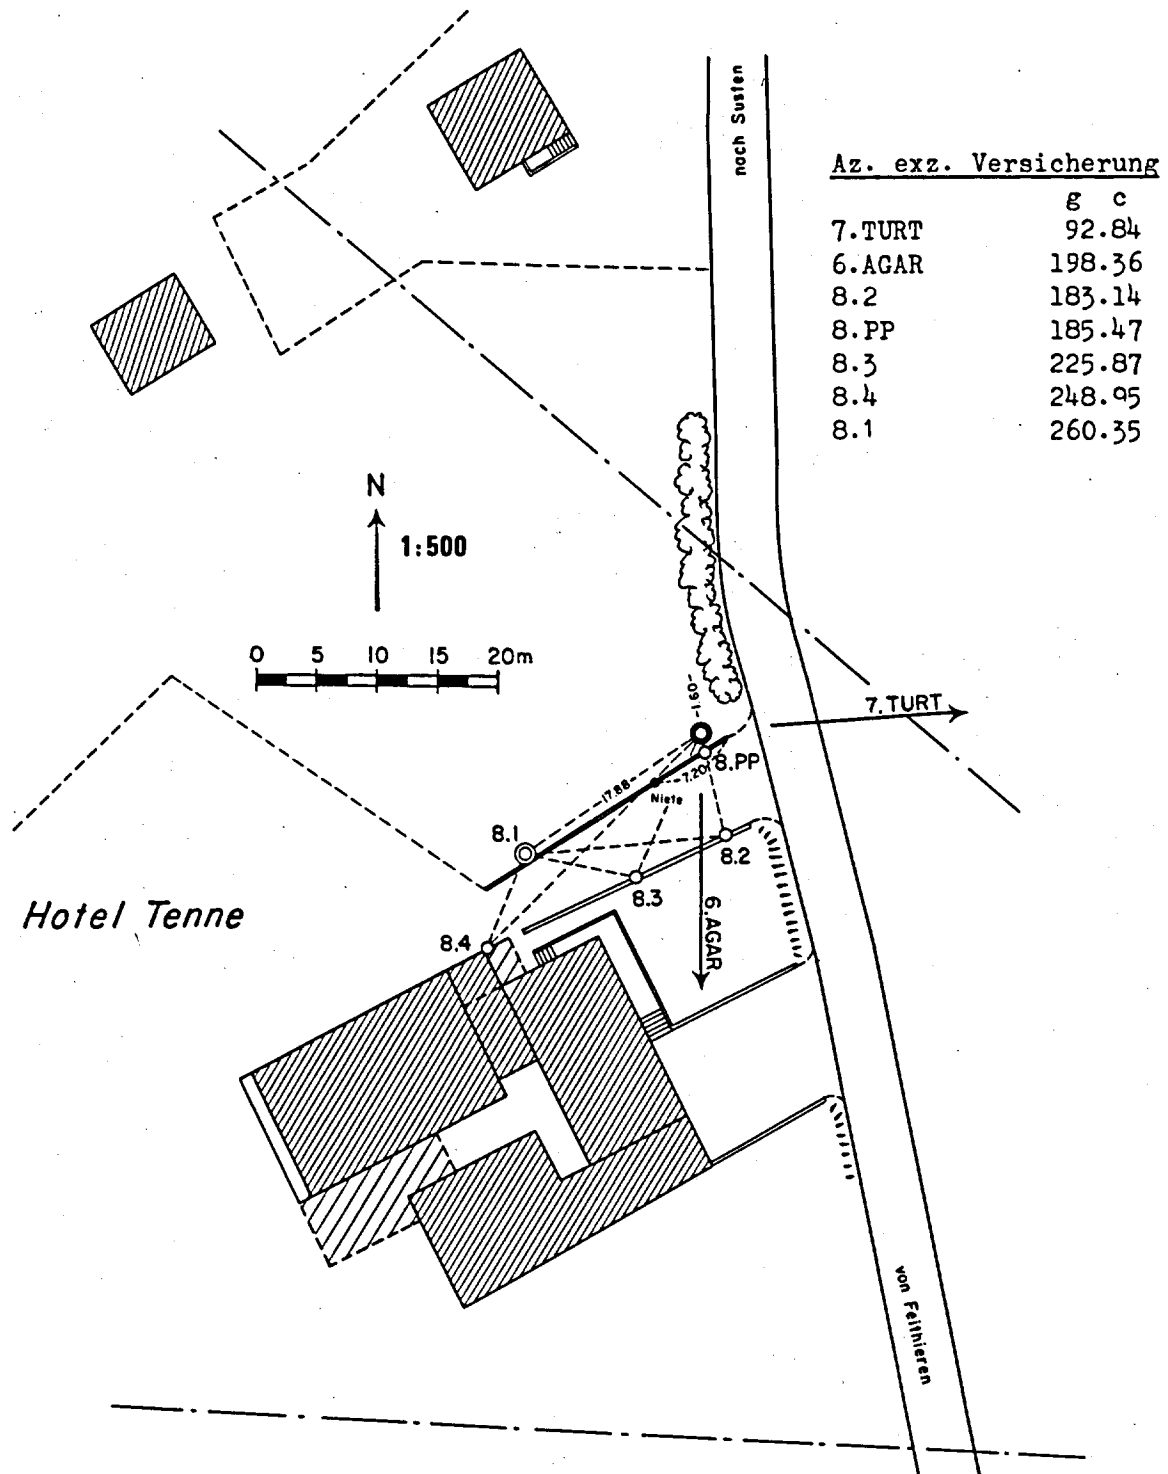 nach Susten
Az. exz. Versicherung
g c
7.TURT 92.84
6.AGAR 198.36
8.2 183.14
8.PP 185.47
8.3 225.87
8.4 248.95
8.1 260.35
N
1:500
0 5 10 15 20m
1.60
7.TURT
8.PP
17.88
7.20
Niete
8.1
8.2
8.3
6.AGAR
Hotel Tenne
8.4
von Feithieren